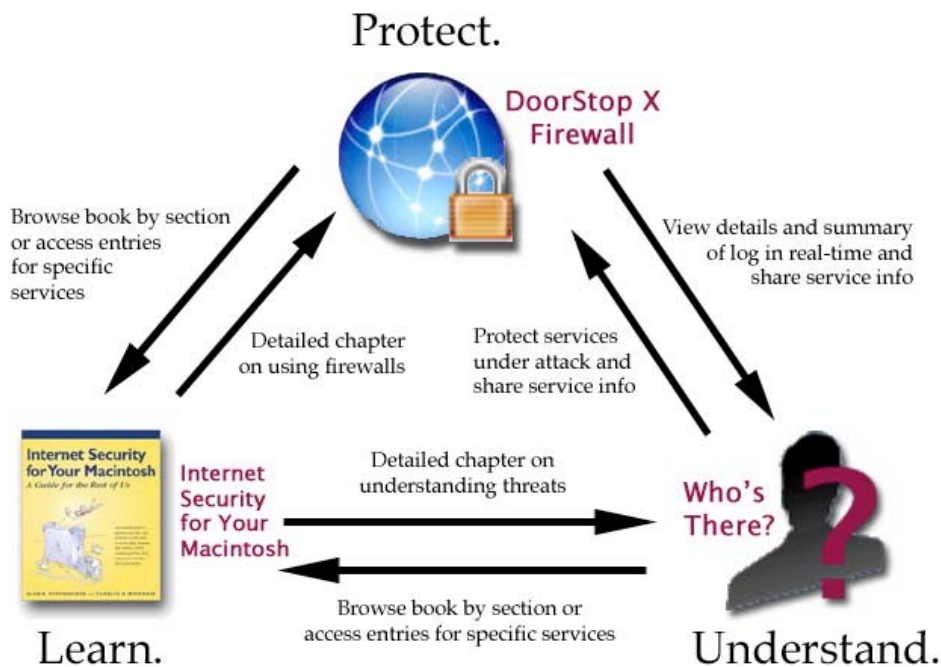 Protect.
DoorStop X
Firewall
Browse book by section
or access entries
for specific
services
View details and summary
of log in real-time and
share service info
Detailed chapter
on using firewalls
Protect services
under attack and
share service info
Internet Security
for Your Macintosh
A Guide for the Rest of Us
Internet
Security
for Your
Macintosh
Detailed chapter on
understanding threats
Who's
There?
?
Browse book by section or
access entries for specific services
Learn.
Understand.